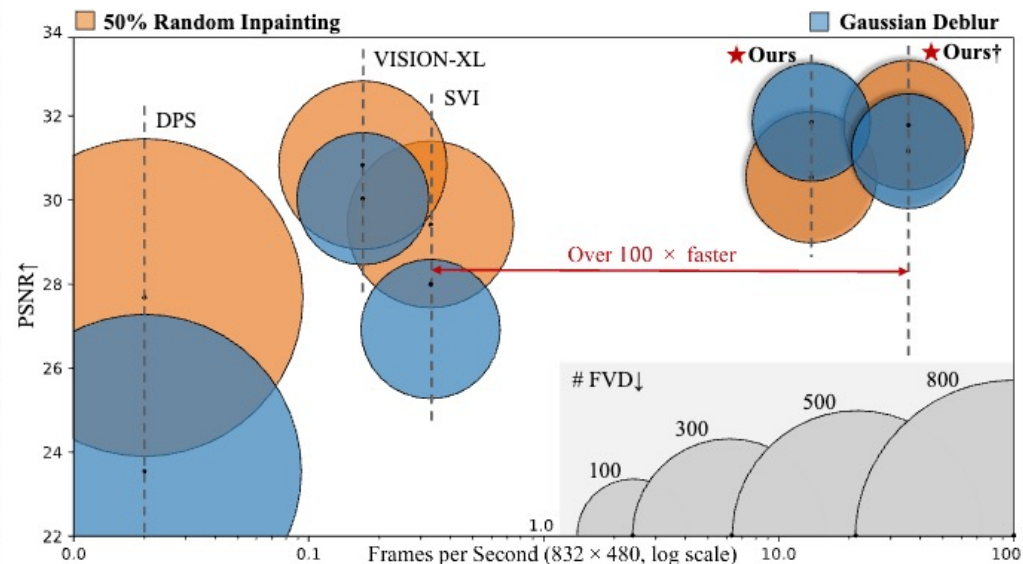 50% Random Inpainting
Gaussian Deblur
34
32
30
28
26
24
22
PSNR↑
DPS
VISION-XL
SVI
★Ours
★Ours†
Over 100 × faster
# FVD↓
100
300
500
800
0.0
0.1
1.0
10.0
100
Frames per Second (832 × 480, log scale)